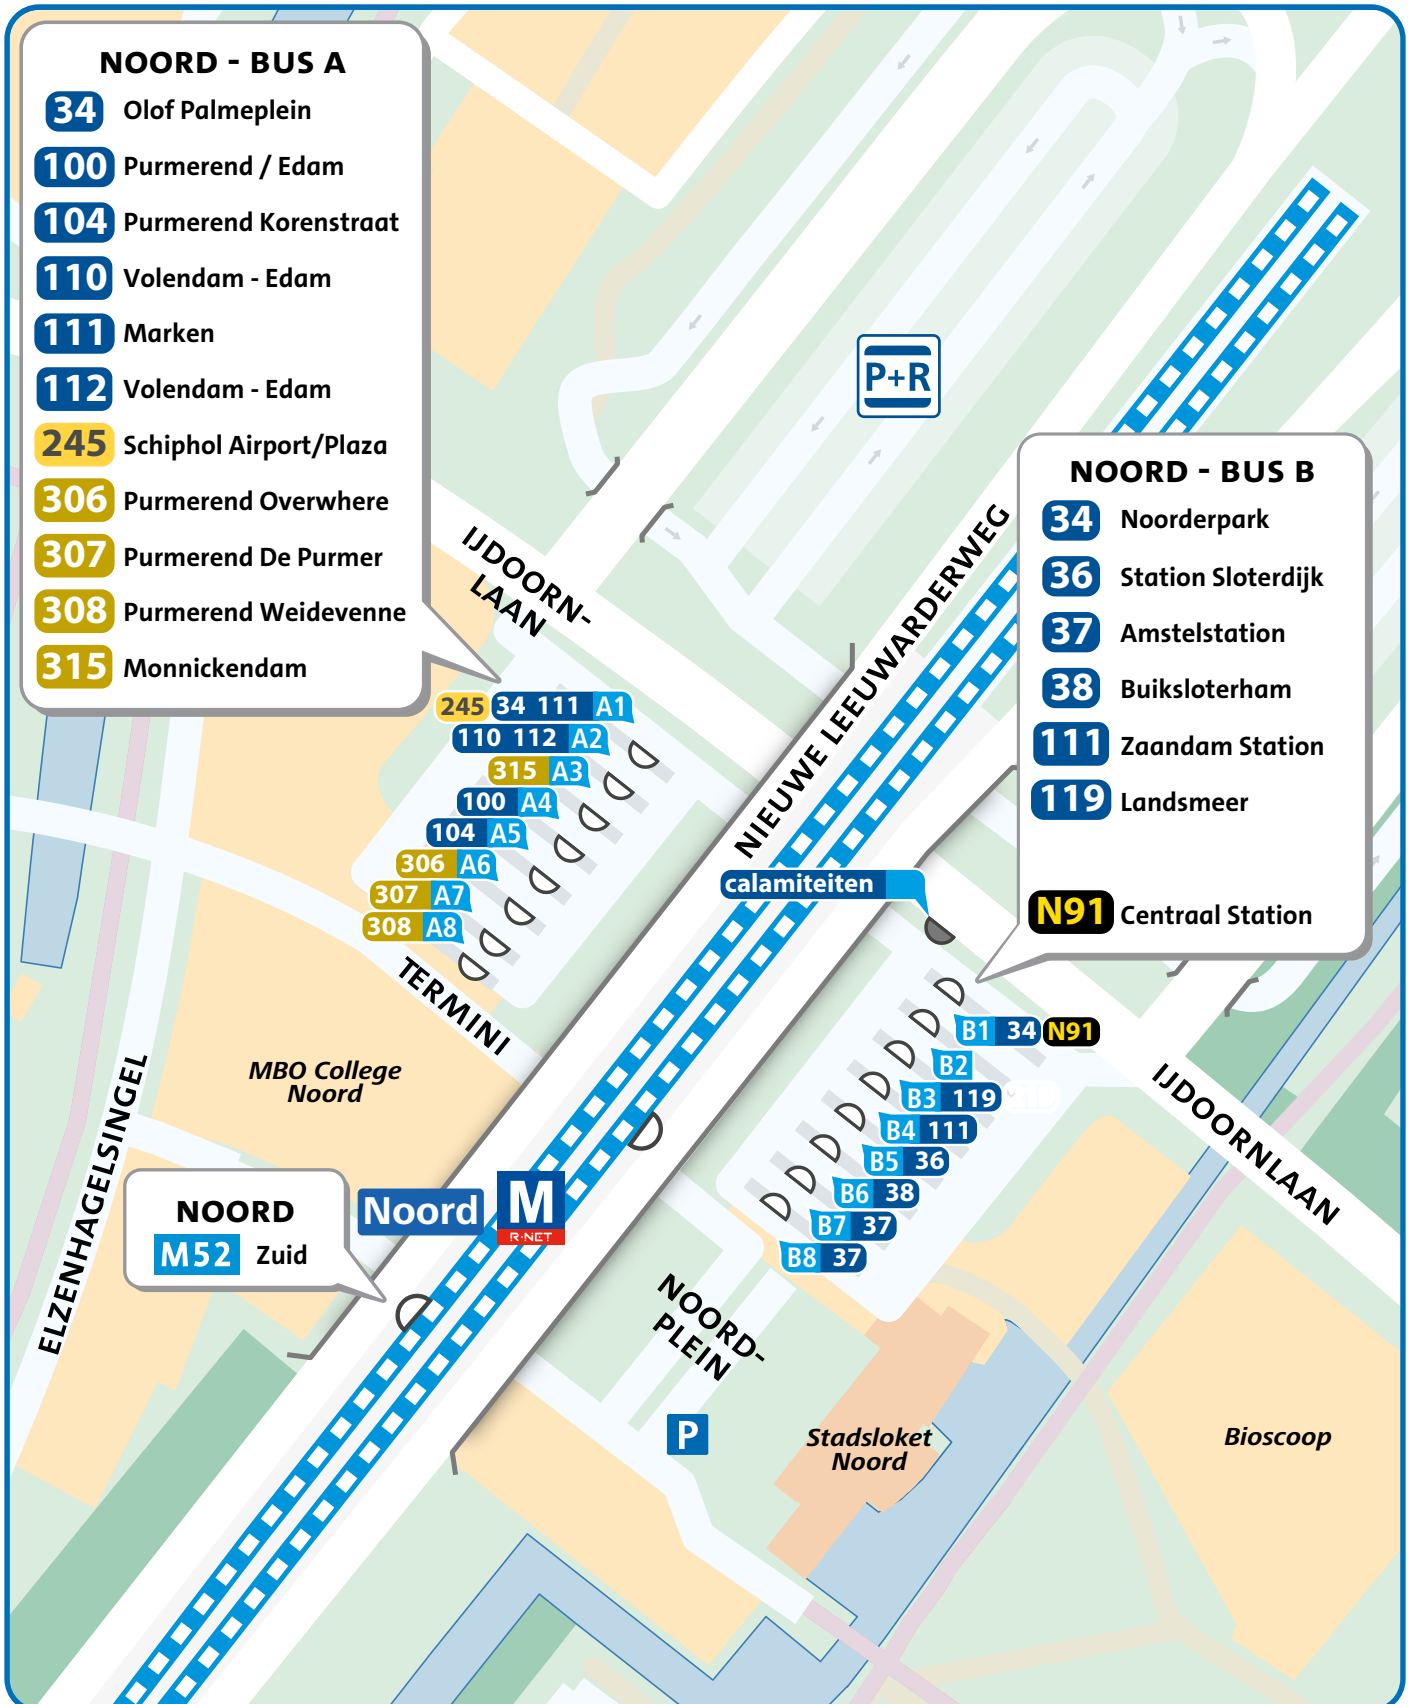 NOORD - BUS A
34 Olof Palmeplein
100 Purmerend / Edam
104 Purmerend Korenstraat
110 Volendam - Edam
111 Marken
112 Volendam - Edam
245 Schiphol Airport/Plaza
306 Purmerend Overwhere
307 Purmerend De Purmer
308 Purmerend Weidevenne
315 Monnickendam
P+R
NOORD - BUS B
34 Noorderpark
36 Station Sloterdijk
37 Amstelstation
38 Buiksloterham
111 Zaandam Station
119 Landsmeer
N91 Centraal Station
IJDOORN-
LAAN
NIEUWE LEEUWARDERWEG
245 34 111 A1
110 112 A2
315 A3
100 A4
104 A5
306 A6
307 A7
308 A8
calamiteiten
TERMINI
B1 34 N91
B2
B3 119
B4 111
B5 36
B6 38
B7 37
B8 37
IJDOORNLAAN
MBO College
Noord
ELZENHAGELSINGEL
NOORD
M52 Zuid
Noord
M
R-NET
NOORD-
PLEIN
P
Stadsloket
Noord
Bioscoop